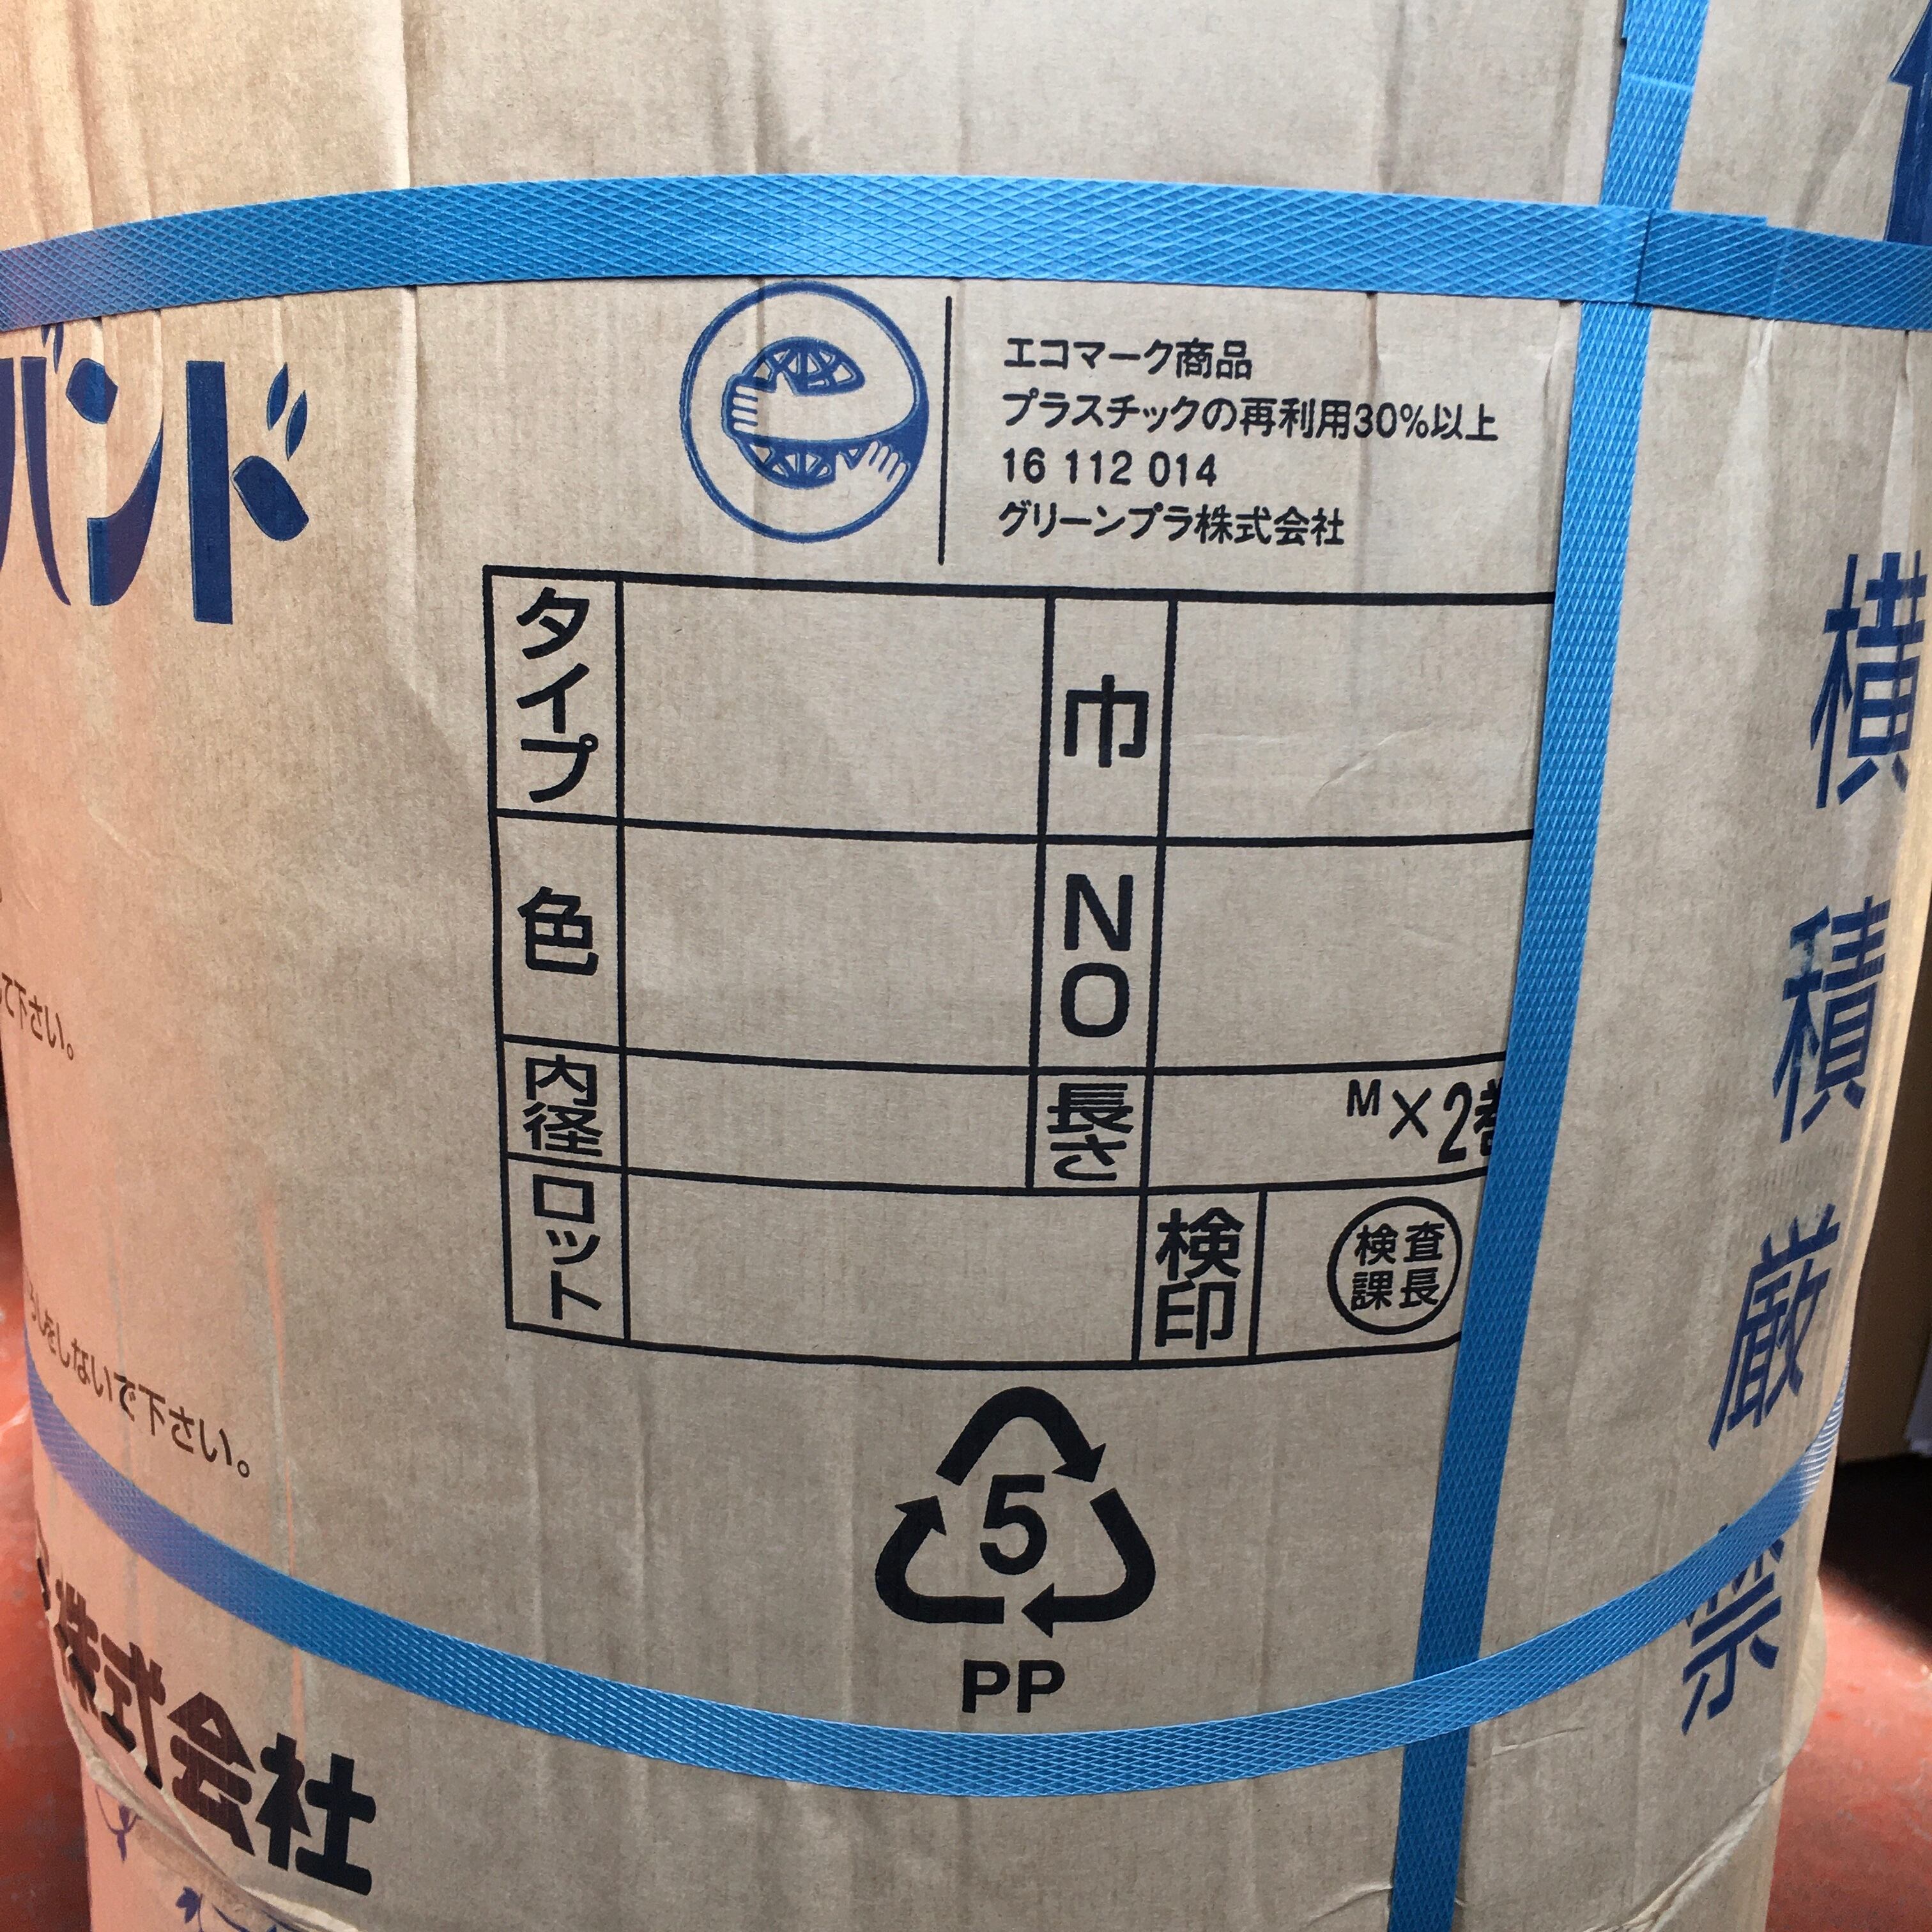 バンド
エコマーク商品
プラスチックの再利用30%以上
16 112 014
グリーンプラ株式会社
タイプ 巾
色 NO
内径 長さ M×2巻
ロット 検印 検査課長
て下さい。
しをしないで下さい。
5
PP
株式会社
横積厳禁